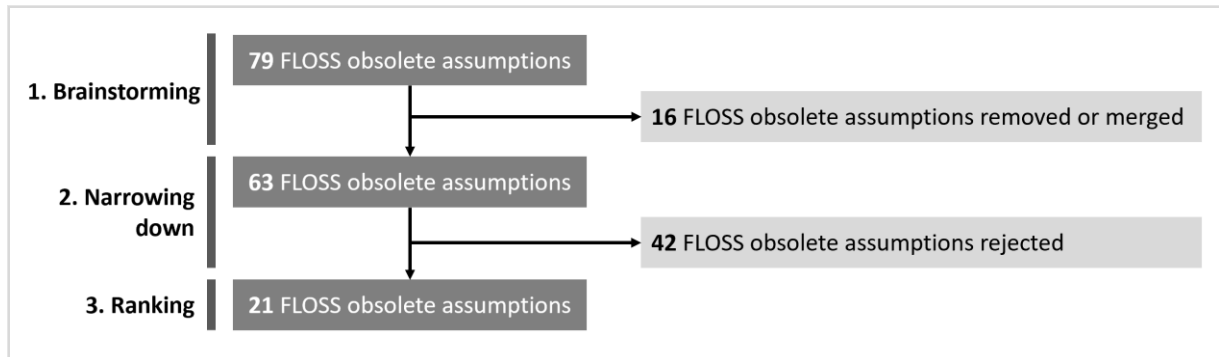 79 FLOSS obsolete assumptions
1. Brainstorming
16 FLOSS obsolete assumptions removed or merged
63 FLOSS obsolete assumptions
2. Narrowing
down
42 FLOSS obsolete assumptions rejected
3. Ranking
21 FLOSS obsolete assumptions